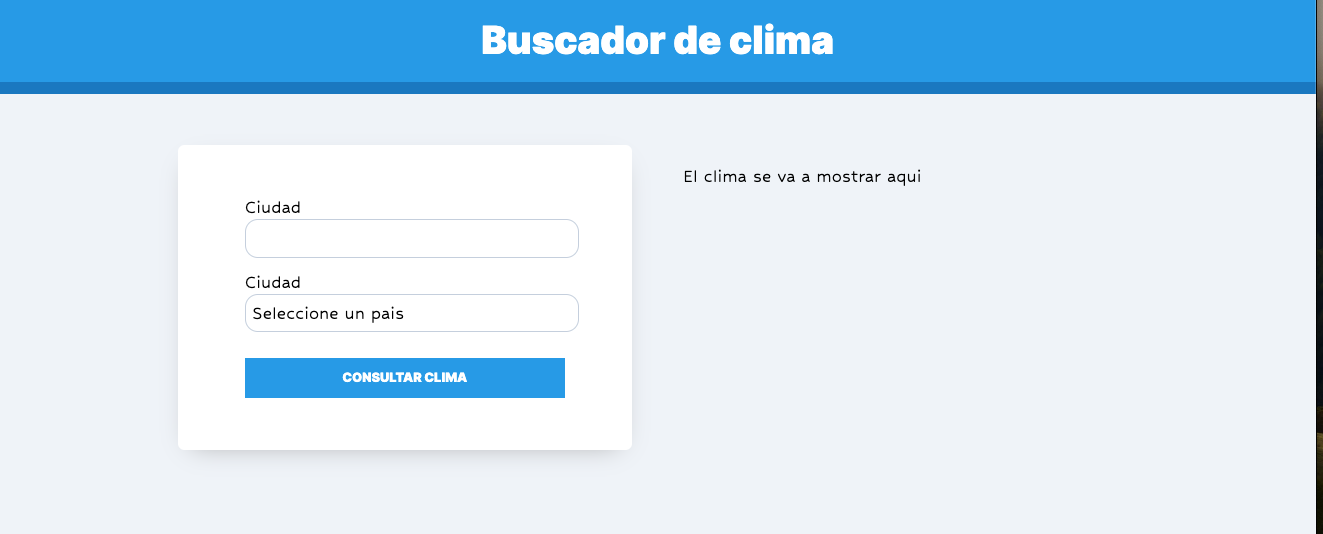 Buscador de clima
Ciudad
Ciudad
Seleccione un pais
CONSULTAR CLIMA
El clima se va a mostrar aqui